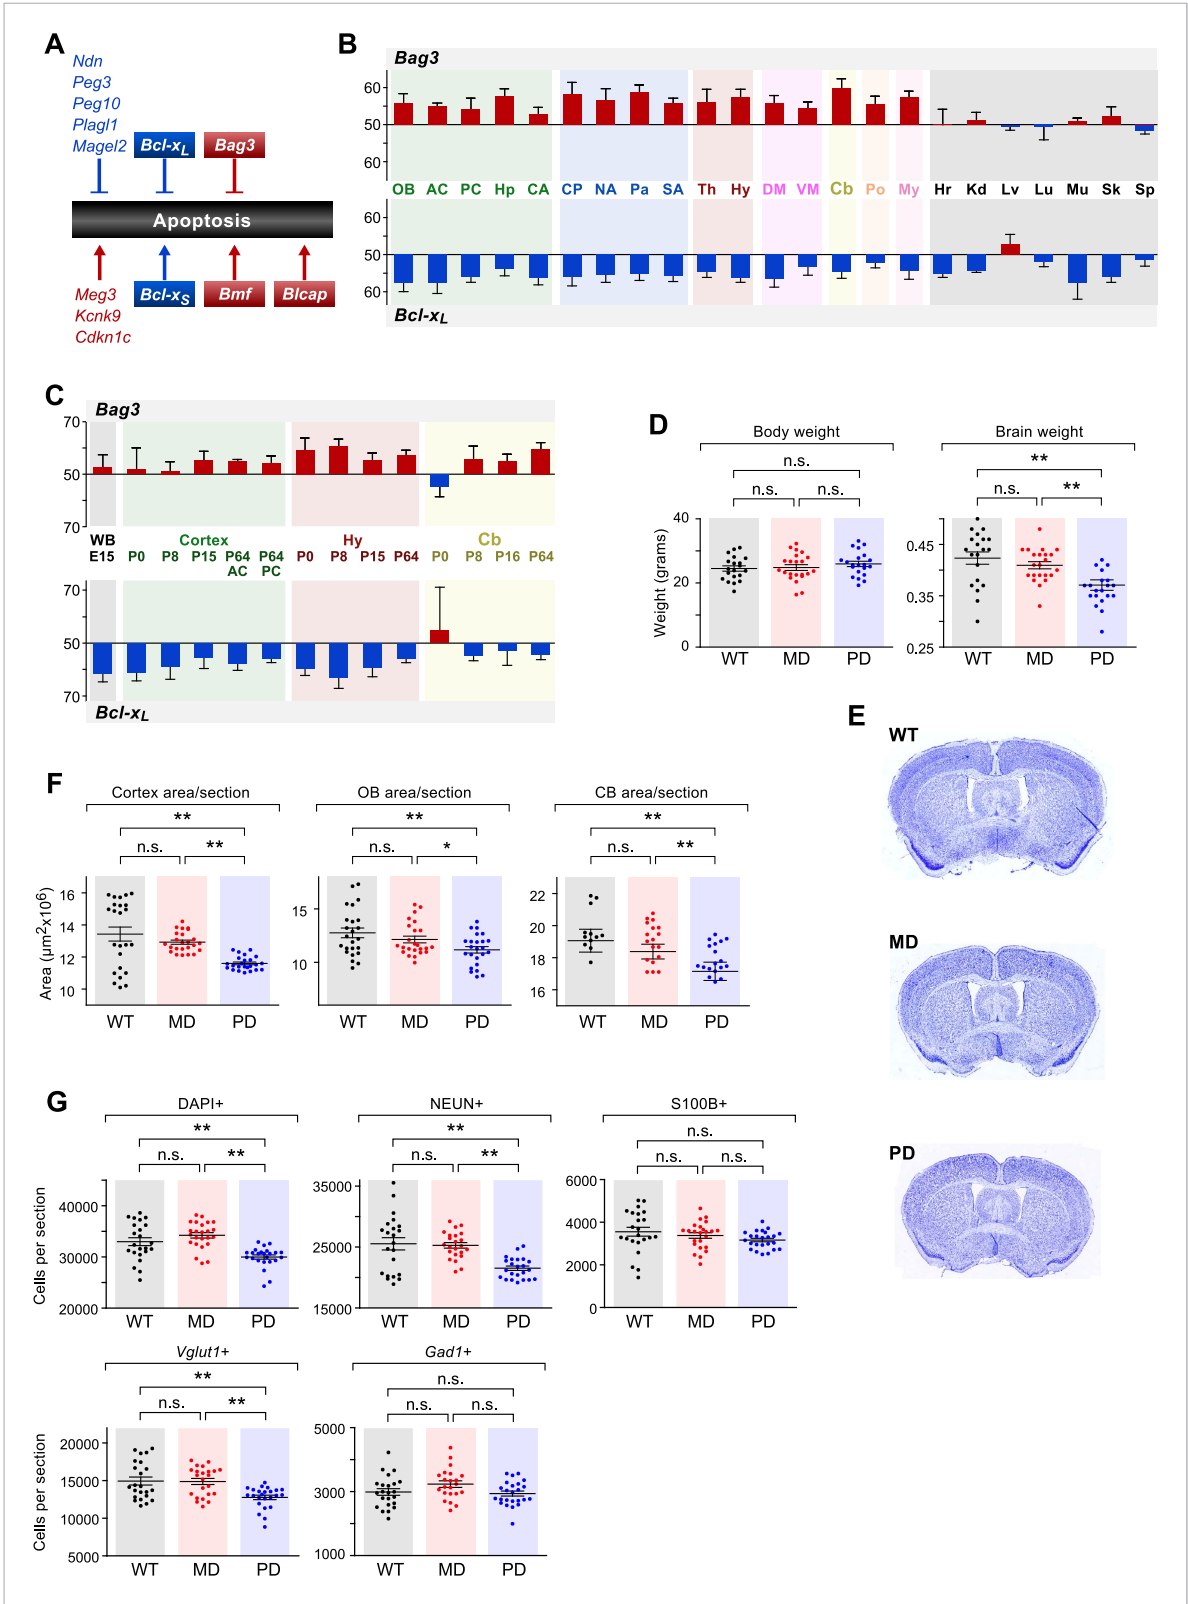 A
Ndn
Peg3
Peg10
Plagl1
Magel2
Bcl-xL
Bag3
Apoptosis
Meg3
Kcnk9
Cdkn1c
Bcl-xS
Bmf
Blcap
B
Bag3
60
50
60
OB AC PC Hp CA CP NA Pa SA Th Hy DM VM Cb Po My Hr Kd Lv Lu Mu Sk Sp
60
50
60
Bcl-xL
C
Bag3
70
50
70
WB Cortex Hy Cb
E15 P0 P8 P15 P64 P64 P0 P8 P15 P64 P0 P8 P16 P64
AC PC
50
70
Bcl-xL
D
Body weight
n.s.
n.s. n.s.
Weight (grams)
40
20
0
WT MD PD
Brain weight
**
n.s. **
0.45
0.35
0.25
WT MD PD
E
WT
MD
PD
F
Cortex area/section
**
n.s. **
Area (μm2x106)
16
14
12
10
WT MD PD
OB area/section
**
n.s. *
15
10
WT MD PD
CB area/section
**
n.s. **
22
20
18
16
WT MD PD
G
DAPI+
**
n.s. **
Cells per section
40000
30000
20000
WT MD PD
NEUN+
**
n.s. **
35000
25000
15000
WT MD PD
S100B+
n.s.
n.s. n.s.
6000
4000
2000
0
WT MD PD
Vglut1+
**
n.s. **
Cells per section
20000
15000
10000
5000
WT MD PD
Gad1+
n.s.
n.s. n.s.
5000
3000
1000
WT MD PD